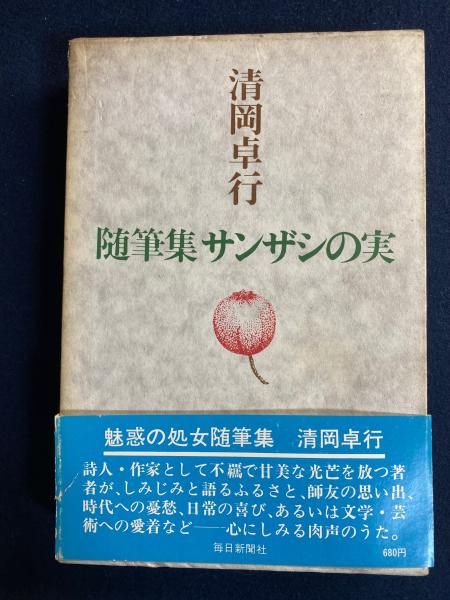 清岡卓行
随筆集 サンザシの実
魅惑の処女随筆集 清岡卓行
詩人・作家として不羈で甘美な光芒を放つ著
者が、しみじみと語るふるさと、師友の思い出、
時代への憂愁、日常の喜び、あるいは文学・芸
術への愛着など──心にしみる肉声のうた。
毎日新聞社
680円